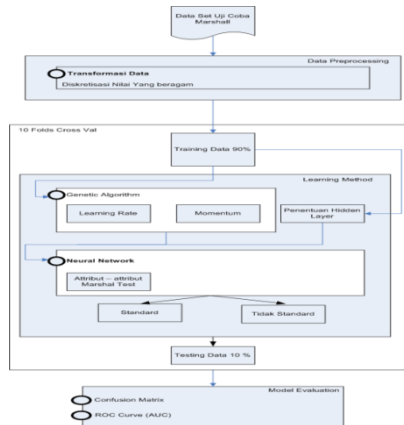 Data Set Uji Coba
Marshall
Data Preprocessing
Transformasi Data
Diskretisasi Nilai Yang beragam
10 Folds Cross Val
Training Data 90%
Learning Method
Genetic Algorithm
Learning Rate
Momentum
Penentuan Hidden
Layer
Neural Network
Attribut – attribut
Marshal Test
Standard
Tidak Standard
Testing Data 10 %
Model Evaluation
Confusion Matrix
ROC Curve (AUC)